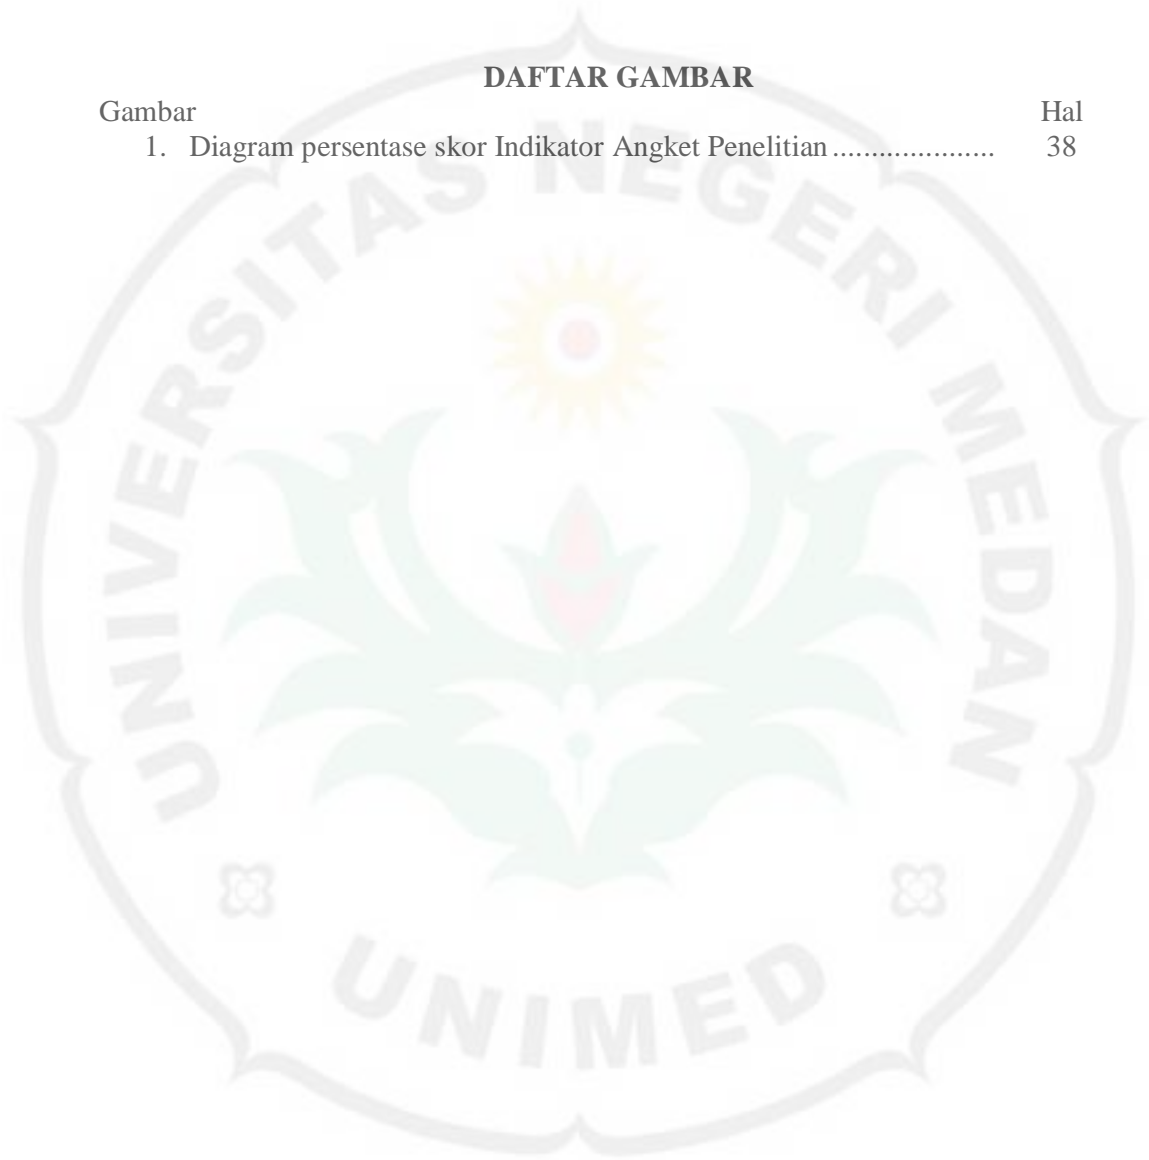 DAFTAR GAMBAR
Gambar Hal
1. Diagram persentase skor Indikator Angket Penelitian ..................... 38
UNIVERSITAS NEGERI MEDAN
UNIMED